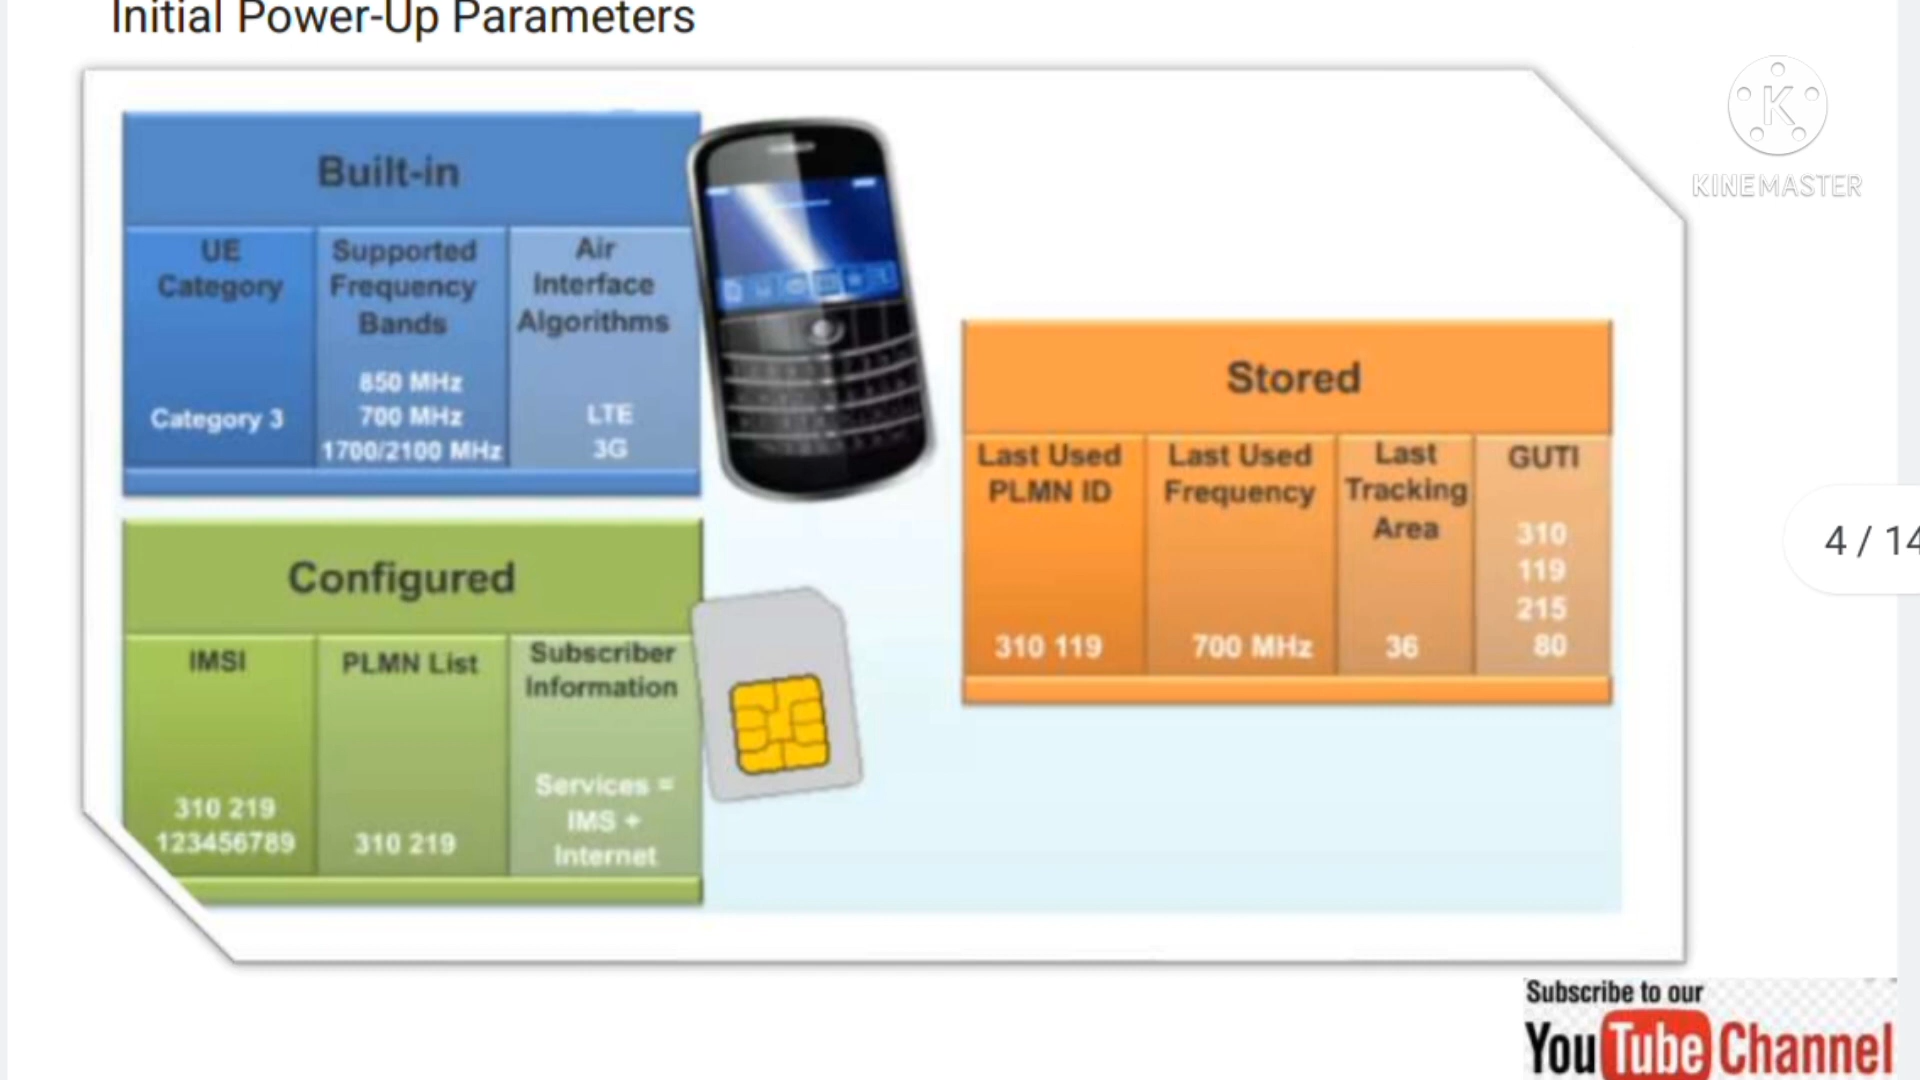 Initial Power-Up Parameters
K
KINEMASTER
Built-in
UE
Category
Category 3
Supported
Frequency
Bands
850 MHz
700 MHz
1700/2100 MHz
Air
Interface
Algorithms
LTE
3G
Configured
IMSI
310 219
123456789
PLMN List
310 219
Subscriber
Information
Services =
IMS +
Internet
Stored
Last Used
PLMN ID
310 119
Last Used
Frequency
700 MHz
Last
Tracking
Area
36
GUTI
310
119
215
80
4 / 14
Subscribe to our
YouTube Channel